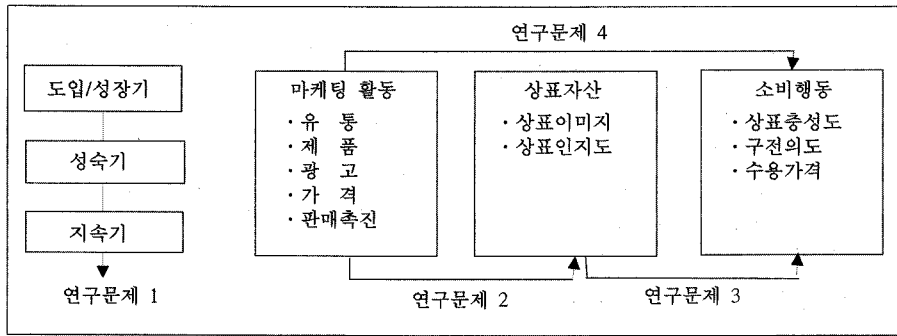 연구문제 4
도입/성장기
성숙기
지속기
연구문제 1
마케팅 활동
· 유 통
· 제 품
· 광 고
· 가 격
· 판매촉진
상표자산
· 상표이미지
· 상표인지도
소비행동
· 상표충성도
· 구전의도
· 수용가격
연구문제 2
연구문제 3